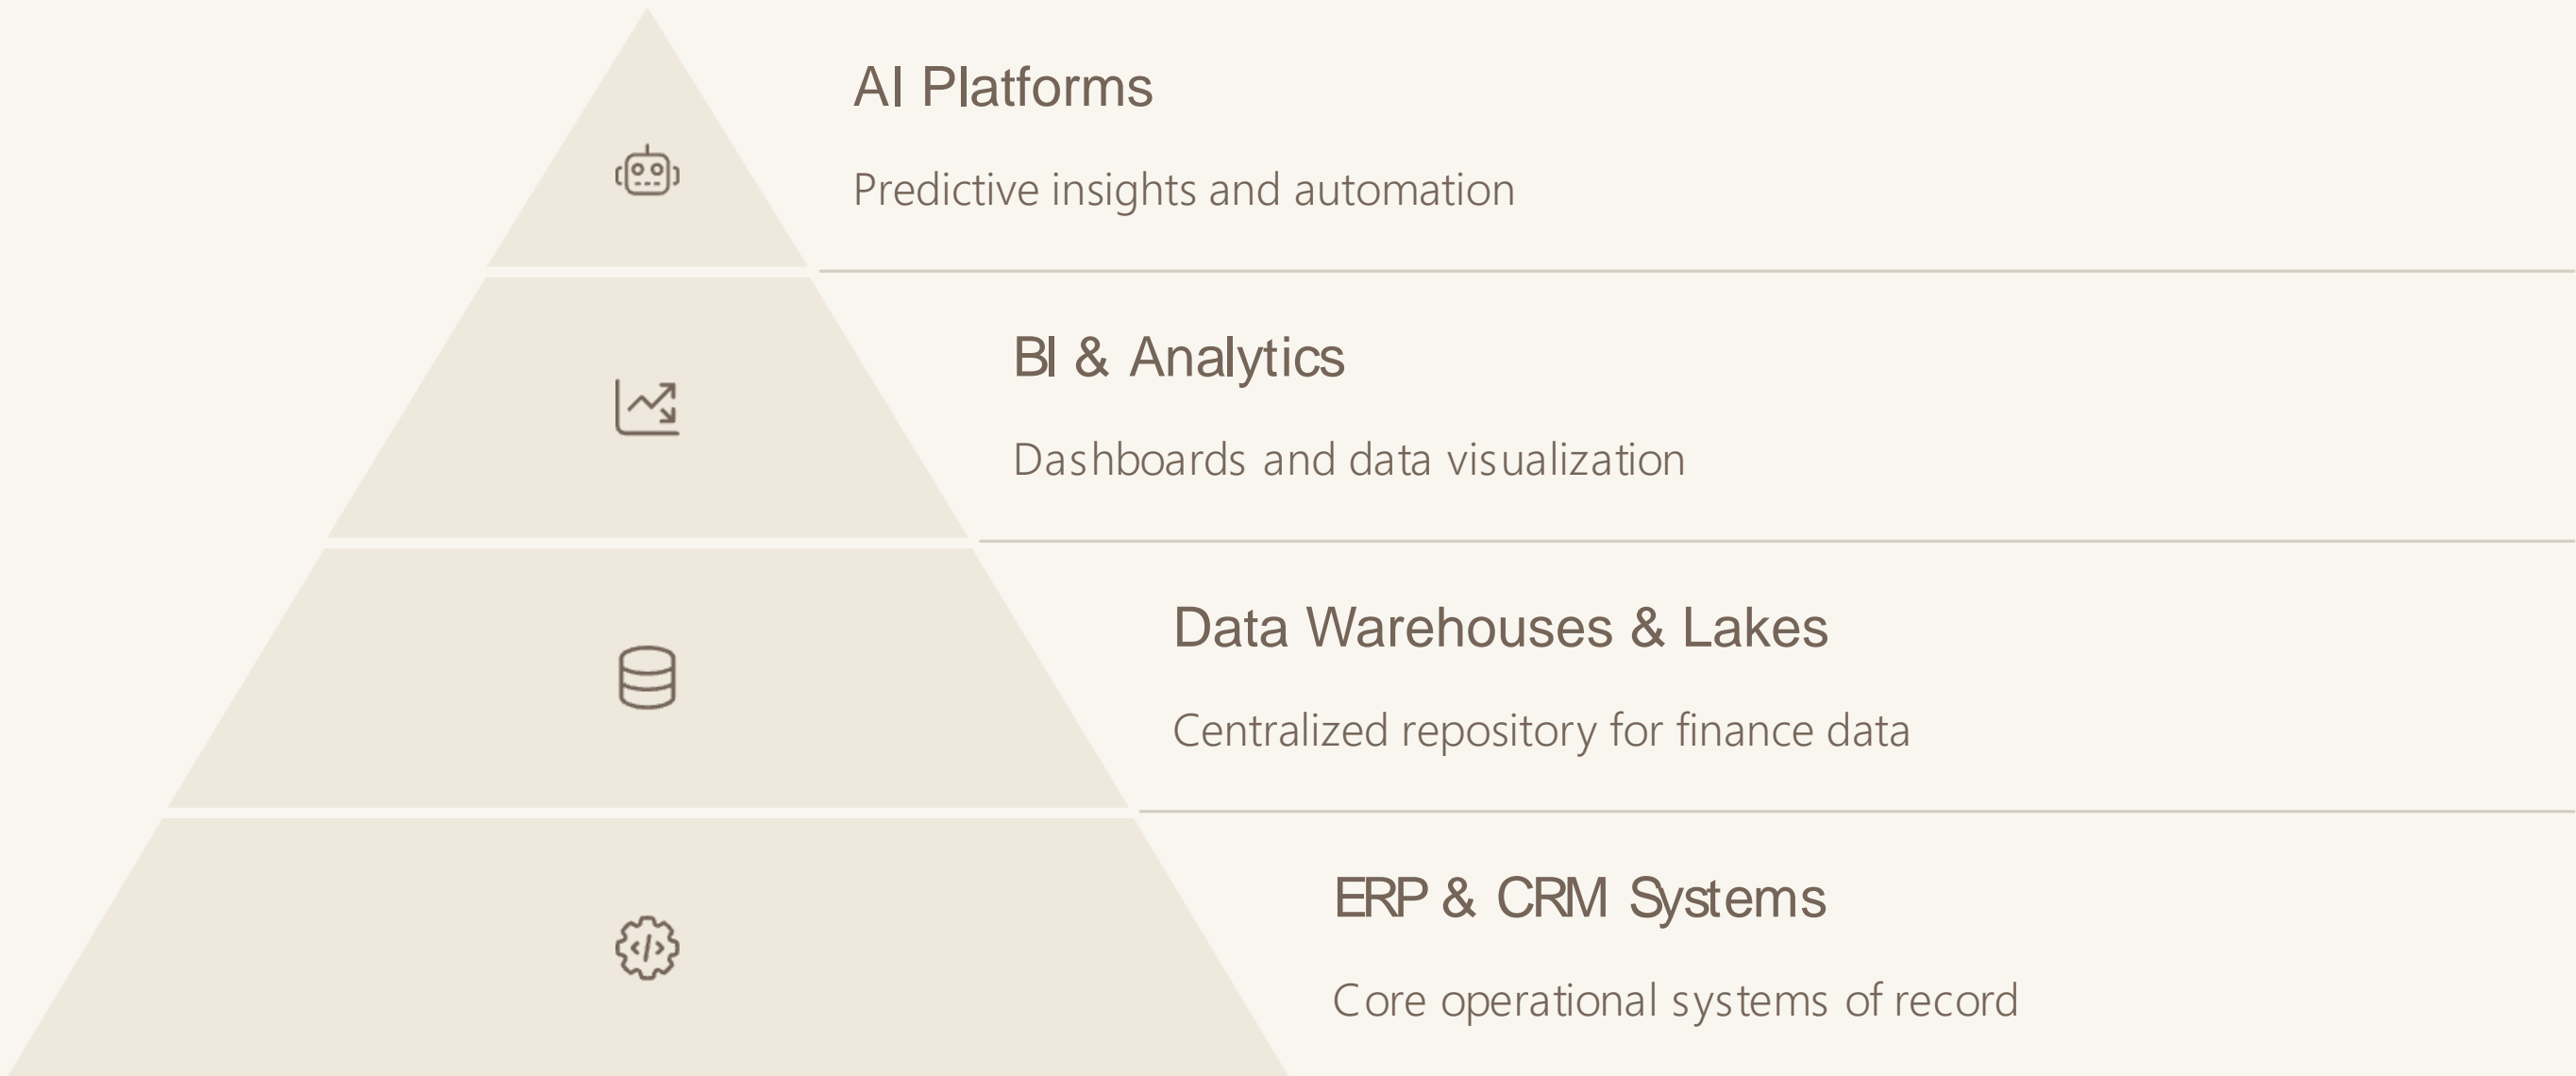 AI Platforms
Predictive insights and automation
BI & Analytics
Dashboards and data visualization
Data Warehouses & Lakes
Centralized repository for finance data
ERP & CRM Systems
Core operational systems of record